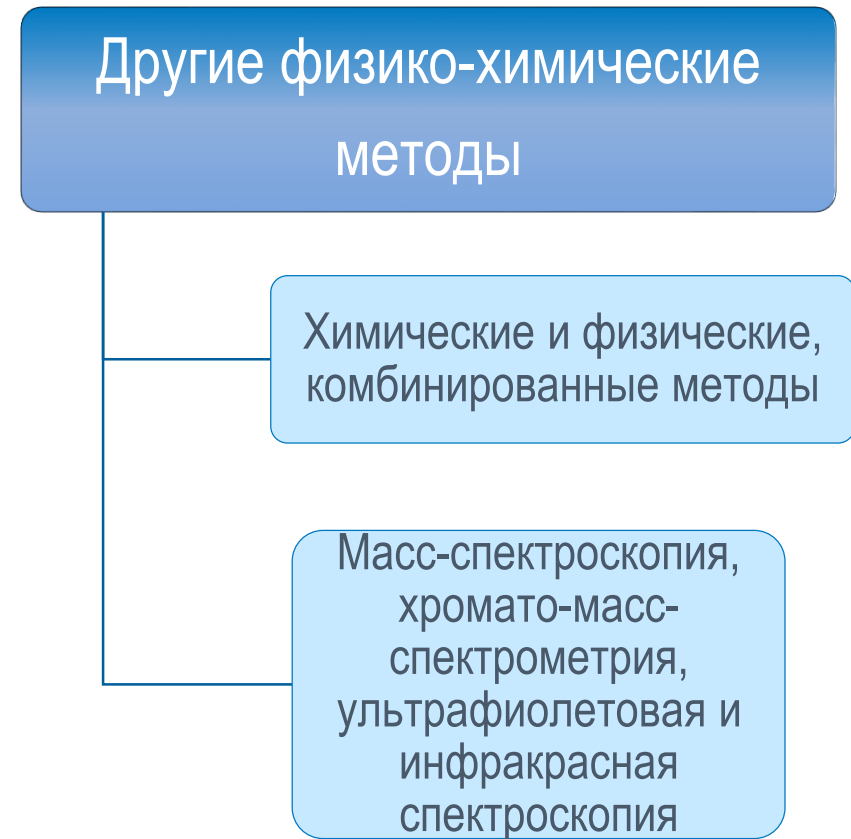 Другие физико-химические
методы
Химические и физические,
комбинированные методы
Масс-спектроскопия,
хромато-масс-
спектрометрия,
ультрафиолетовая и
инфракрасная
спектроскопия